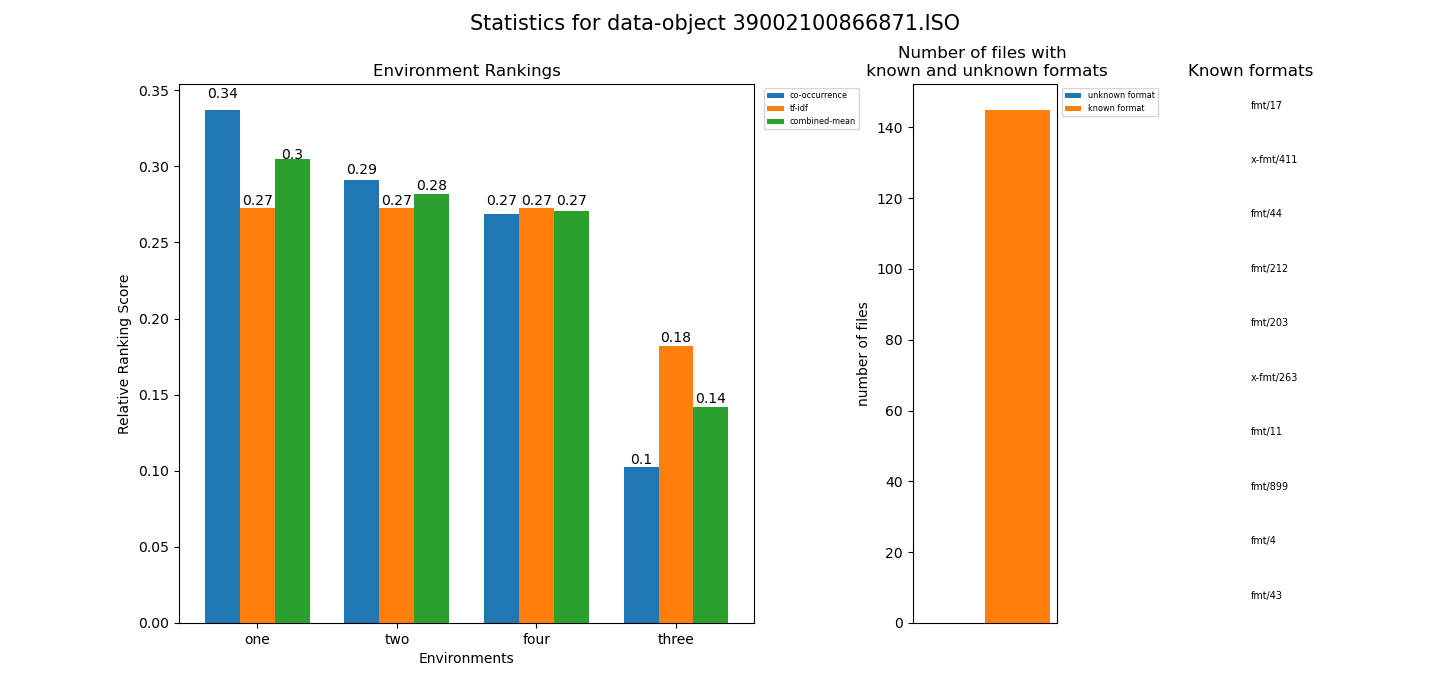 Statistics for data-object 39002100866871.ISO
Environment Rankings
0.35
0.30
0.25
0.20
0.15
0.10
0.05
0.00
Relative Ranking Score
0.34
0.27
0.3
0.29
0.27
0.28
0.27
0.27
0.27
0.1
0.18
0.14
one
two
four
three
Environments
co-occurrence
tf-idf
combined-mean
Number of files with
known and unknown formats
140
120
100
80
60
40
20
0
number of files
unknown format
known format
Known formats
fmt/17
x-fmt/411
fmt/44
fmt/212
fmt/203
x-fmt/263
fmt/11
fmt/899
fmt/4
fmt/43